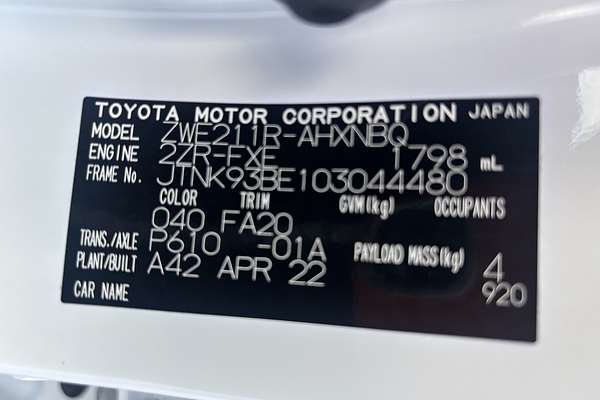 TOYOTA MOTOR CORPORATION JAPAN
MODEL ZWE211R-AHXNBQ
ENGINE 2ZR-FXE 1798 mL
FRAME No. JTNK93BE103044480
COLOR TRIM GVM(kg) OCCUPANTS
040 FA20
TRANS./AXLE P610 -01A PAYLOAD MASS(kg) 4
PLANT/BUILT A42 APR 22 920
CAR NAME